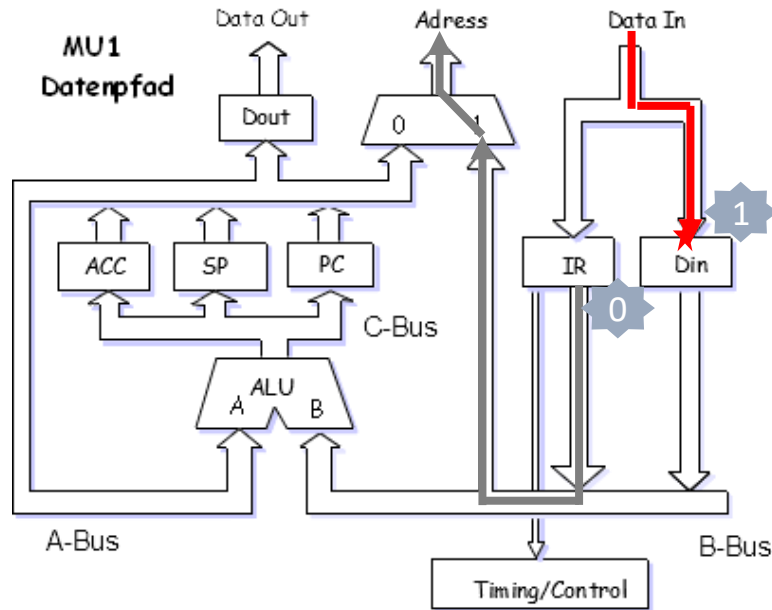 Data Out
Adress
Data In
MU1
Datenpfad
Dout
0
1
1
ACC
SP
PC
IR
Din
0
C-Bus
ALU
A
B
A-Bus
B-Bus
Timing/Control